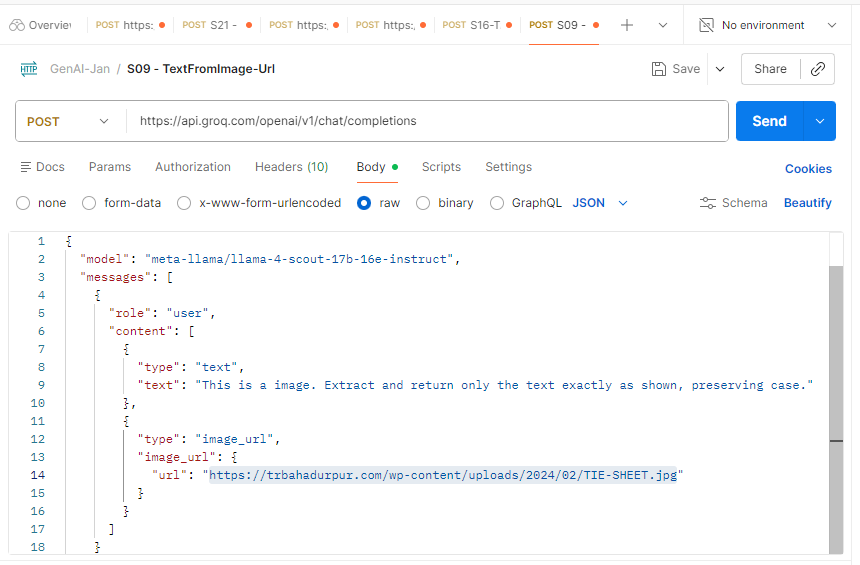 Overview POST https: POST S21 - POST https:, POST https:, POST S16-T POST S09 - No environment
HTTP GenAI-Jan / S09 - TextFromImage-Url Save Share
POST https://api.groq.com/openai/v1/chat/completions Send
Docs Params Authorization Headers (10) Body Scripts Settings Cookies
none form-data x-www-form-urlencoded raw binary GraphQL JSON Schema Beautify
1 {
2 "model": "meta-llama/llama-4-scout-17b-16e-instruct",
3 "messages": [
4 {
5 "role": "user",
6 "content": [
7 {
8 "type": "text",
9 "text": "This is a image. Extract and return only the text exactly as shown, preserving case."
10 },
11 {
12 "type": "image_url",
13 "image_url": {
14 "url": "https://trbahadurpur.com/wp-content/uploads/2024/02/TIE-SHEET.jpg"
15 }
16 }
17 ]
18 }